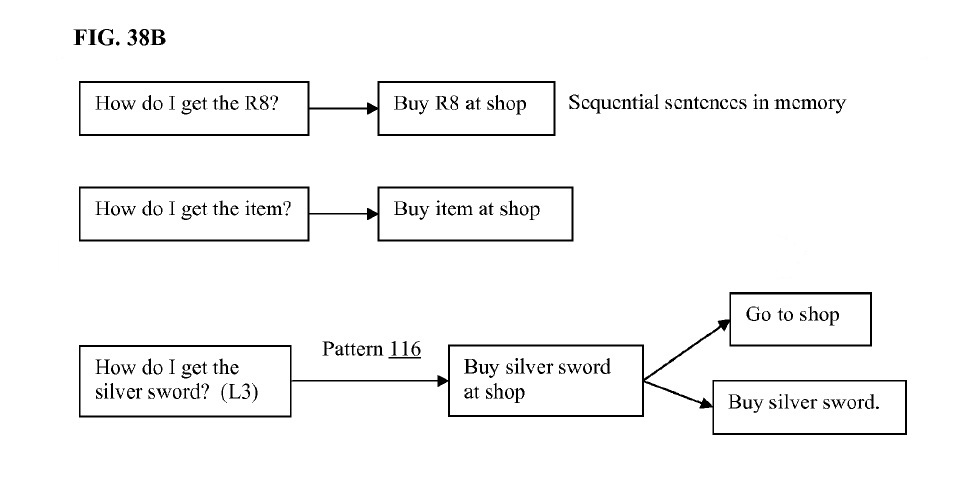 FIG. 38B
How do I get the R8?
Buy R8 at shop
Sequential sentences in memory
How do I get the item?
Buy item at shop
Go to shop
Pattern 116
How do I get the
silver sword? (L3)
Buy silver sword
at shop
Buy silver sword.